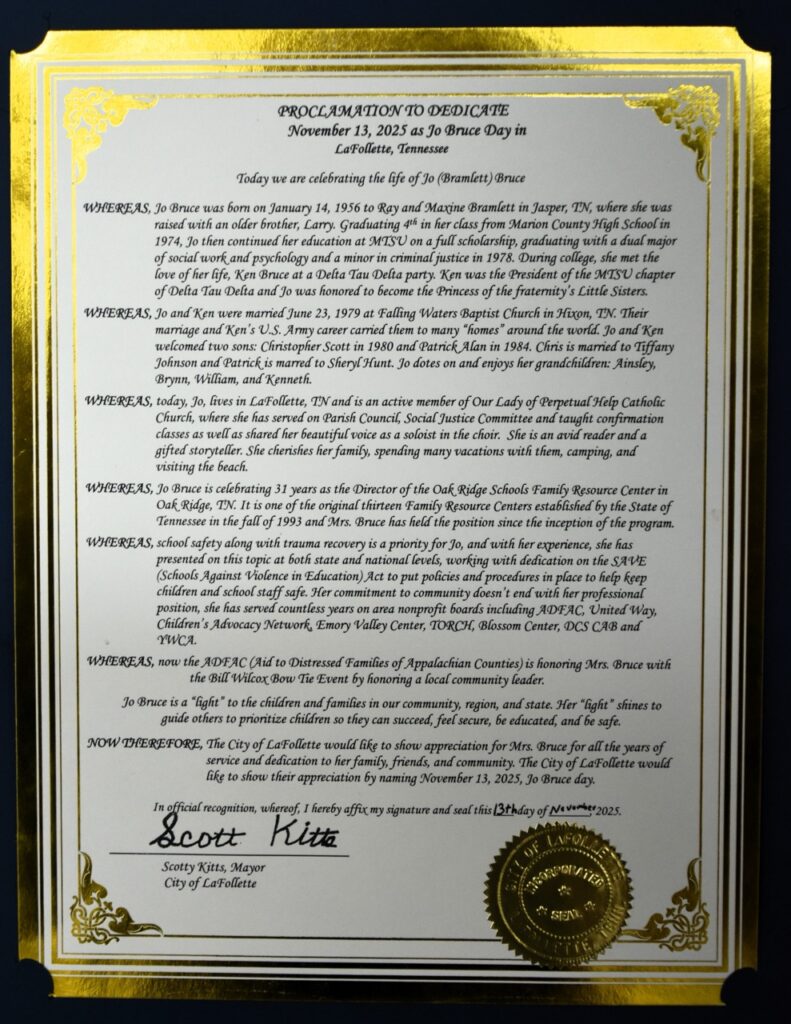 PROCLAMATION TO DEDICATE
November 13, 2025 as Jo Bruce Day in
LaFollette, Tennessee
Today we are celebrating the life of Jo (Bramlett) Bruce
WHEREAS, Jo Bruce was born on January 14, 1956 to Ray and Maxine Bramlett in Jasper, TN, where she was
raised with an older brother, Larry. Graduating 4th in her class from Marion County High School in
1974, Jo then continued her education at MTSU on a full scholarship, graduating with a dual major
of social work and psychology and a minor in criminal justice in 1978. During college, she met the
love of her life, Ken Bruce at a Delta Tau Delta party. Ken was the President of the MTSU chapter
of Delta Tau Delta and Jo was honored to become the Princess of the fraternity's Little Sisters.
WHEREAS, Jo and Ken were married June 23, 1979 at Falling Waters Baptist Church in Hixon, TN. Their
marriage and Ken's U.S. Army career carried them to many "homes" around the world. Jo and Ken
welcomed two sons: Christopher Scott in 1980 and Patrick Alan in 1984. Chris is married to Tiffany
Johnson and Patrick is marred to Sheryl Hunt. Jo dotes on and enjoys her grandchildren: Ainsley,
Brynn, William, and Kenneth.
WHEREAS, today, Jo, lives in LaFollette, TN and is an active member of Our Lady of Perpetual Help Catholic
Church, where she has served on Parish Council, Social Justice Committee and taught confirmation
classes as well as shared her beautiful voice as a soloist in the choir. She is an avid reader and a
gifted storyteller. She cherishes her family, spending many vacations with them, camping, and
visiting the beach.
WHEREAS, Jo Bruce is celebrating 31 years as the Director of the Oak Ridge Schools Family Resource Center in
Oak Ridge, TN. It is one of the original thirteen Family Resource Centers established by the State of
Tennessee in the fall of 1993 and Mrs. Bruce has held the position since the inception of the program.
WHEREAS, school safety along with trauma recovery is a priority for Jo, and with her experience, she has
presented on this topic at both state and national levels, working with dedication on the SAVE
(Schools Against Violence in Education) Act to put policies and procedures in place to help keep
children and school staff safe. Her commitment to community doesn't end with her professional
position, she has served countless years on area nonprofit boards including ADFAC, United Way,
Children's Advocacy Network, Emory Valley Center, TORCH, Blossom Center, DCS CAB and
YWCA.
WHEREAS, now the ADFAC (Aid to Distressed Families of Appalachian Counties) is honoring Mrs. Bruce with
the Bill Wilcox Bow Tie Event by honoring a local community leader.
Jo Bruce is a "light" to the children and families in our community, region, and state. Her "light" shines to
guide others to prioritize children so they can succeed, feel secure, be educated, and be safe.
NOW THEREFORE, The City of LaFollette would like to show appreciation for Mrs. Bruce for all the years of
service and dedication to her family, friends, and community. The City of LaFollette would
like to show their appreciation by naming November 13, 2025, Jo Bruce day.
In official recognition, whereof, I hereby affix my signature and seal this 13th day of November 2025.
Scott Kitts
Scotty Kitts, Mayor
City of LaFollette
OF LAFOLLETTE
INCORPORATED
SEAL